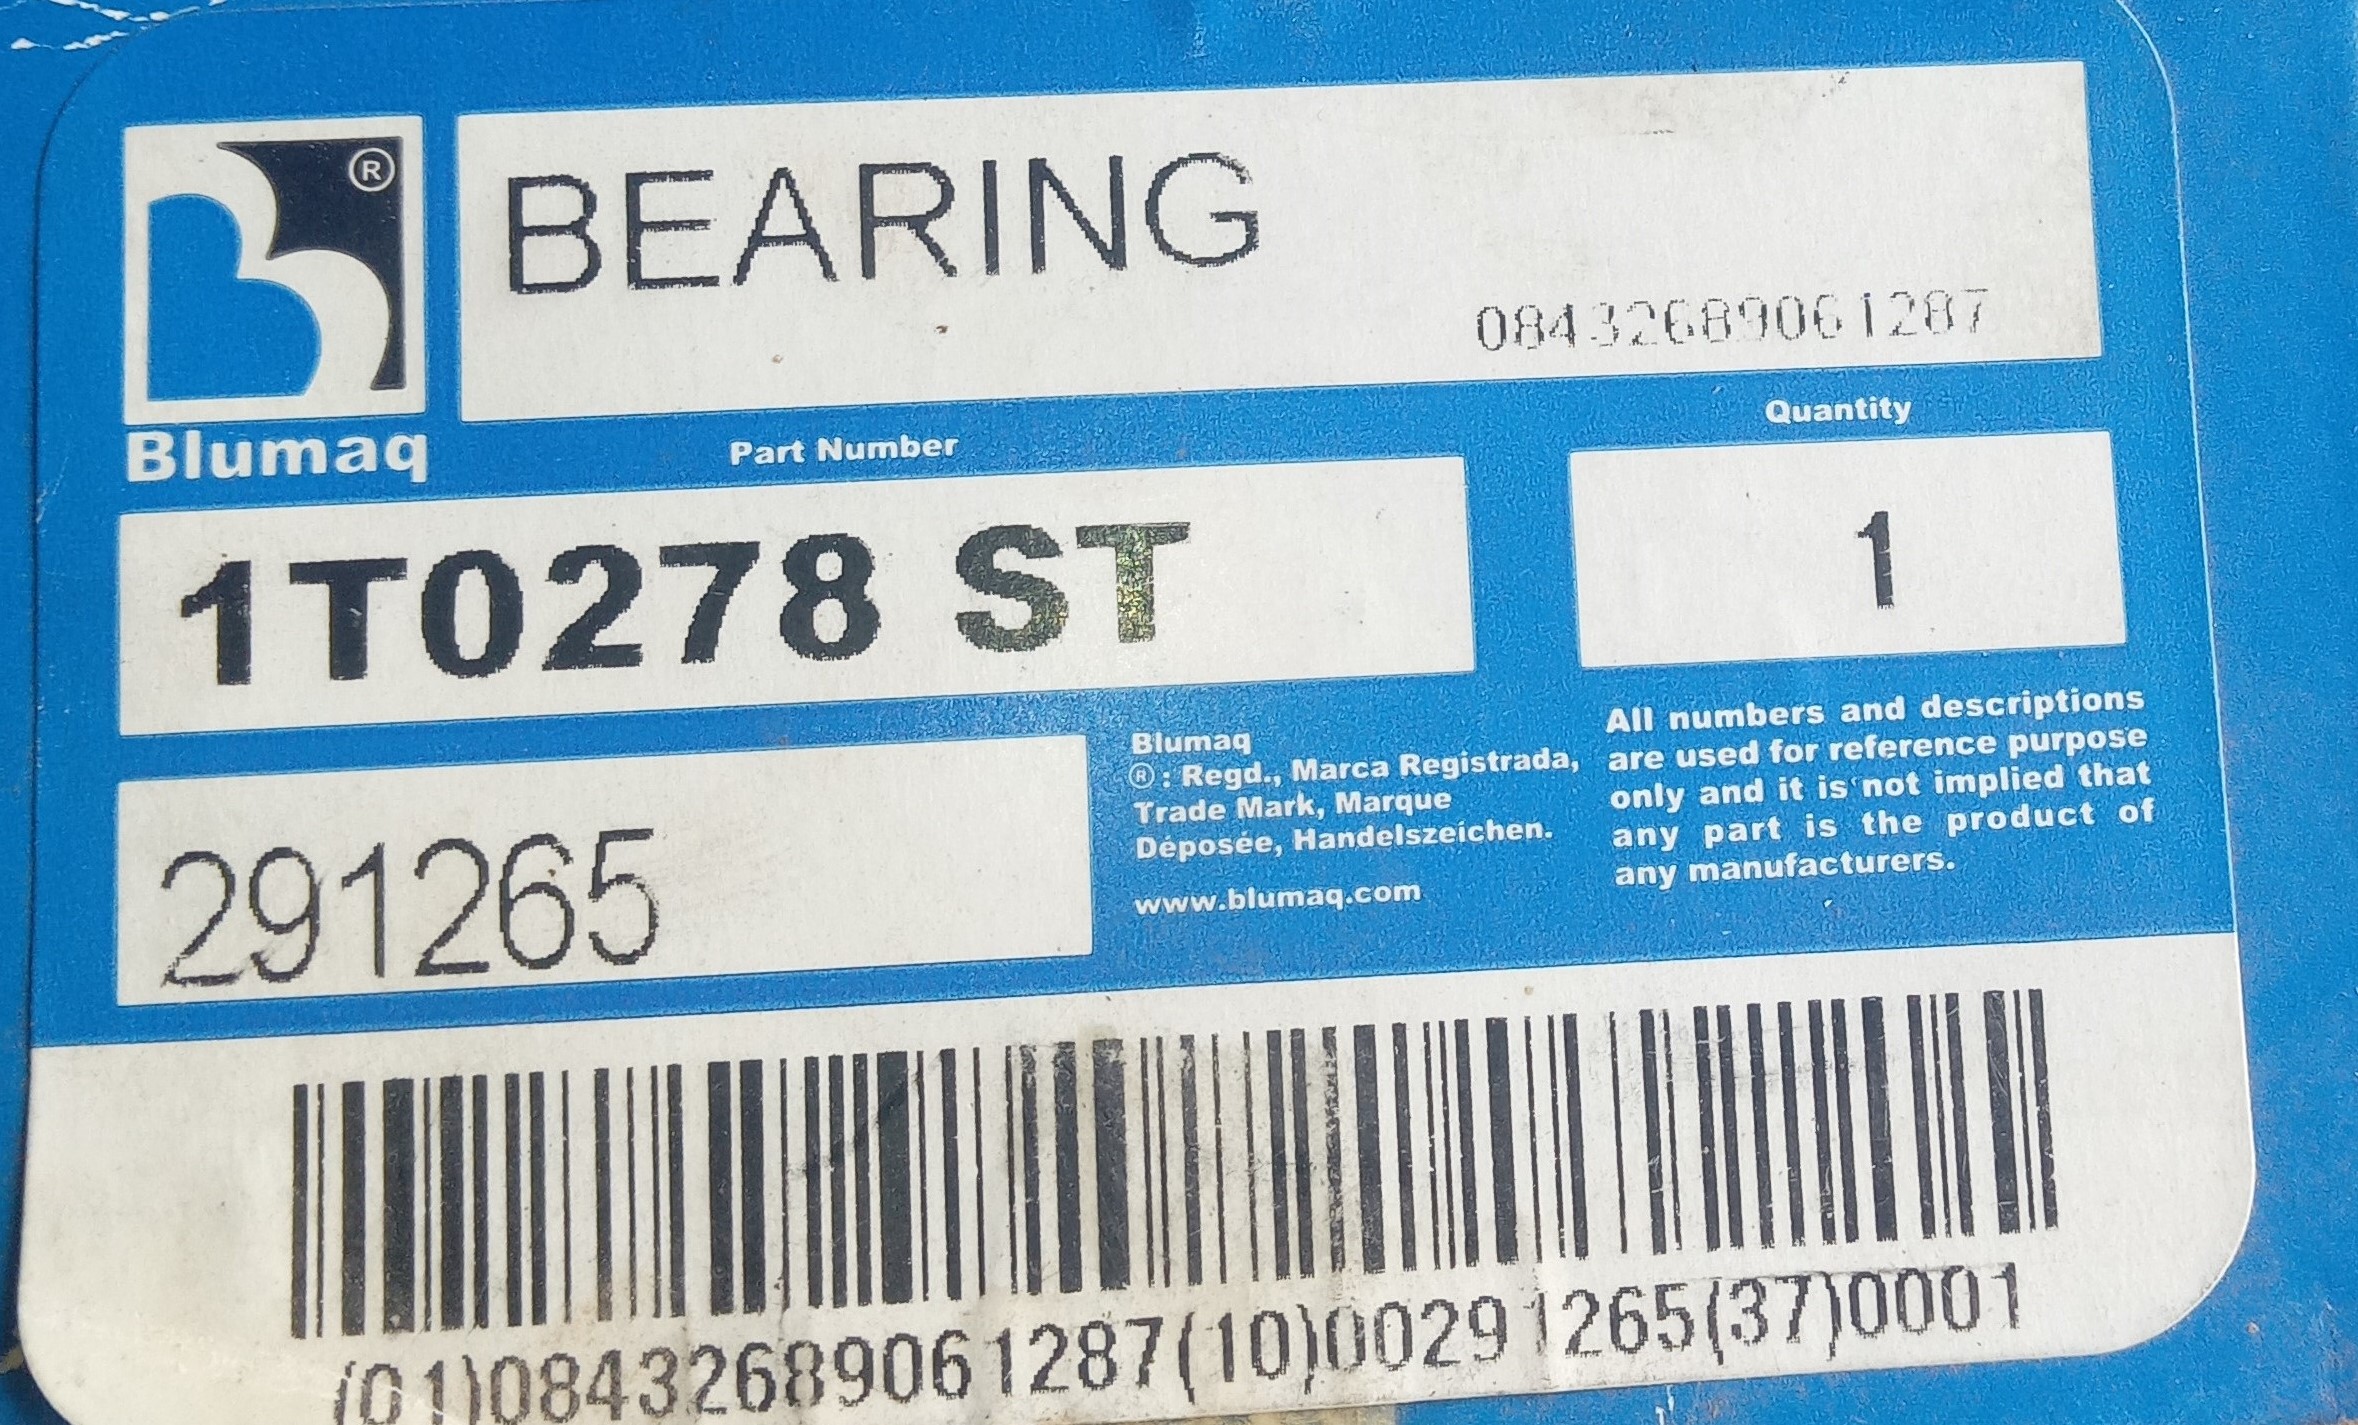 ®
BEARING
08432689061287
Blumaq
Part Number
Quantity
1T0278 ST
1
291265
Blumaq
®: Regd., Marca Registrada,
Trade Mark, Marque
Déposée, Handelszeichen.
www.blumaq.com
All numbers and descriptions
are used for reference purpose
only and it is not implied that
any part is the product of
any manufacturers.
(01)08432689061287(10)00291265(37)0001